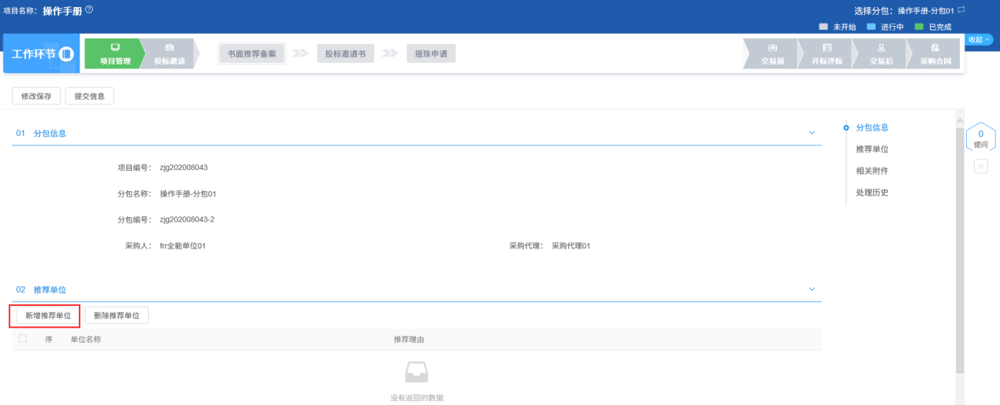 项目名称：操作手册
选择分包：操作手册-分包01
未开始 进行中 已完成
工作环节 项目管理 投标邀请 书面推荐备案 投标邀请书 摇珠申请 交易前 开标评标 交易后 采购合同 收起
修改保存 提交信息
01 分包信息
项目编号： zjg202008043
分包名称： 操作手册-分包01
分包编号： zjg202008043-2
采购人： frr全能单位01 采购代理： 采购代理01
02 推荐单位
新增推荐单位 删除推荐单位
序 单位名称 推荐理由
没有返回的数据
分包信息
推荐单位
相关附件
处理历史
0
提问